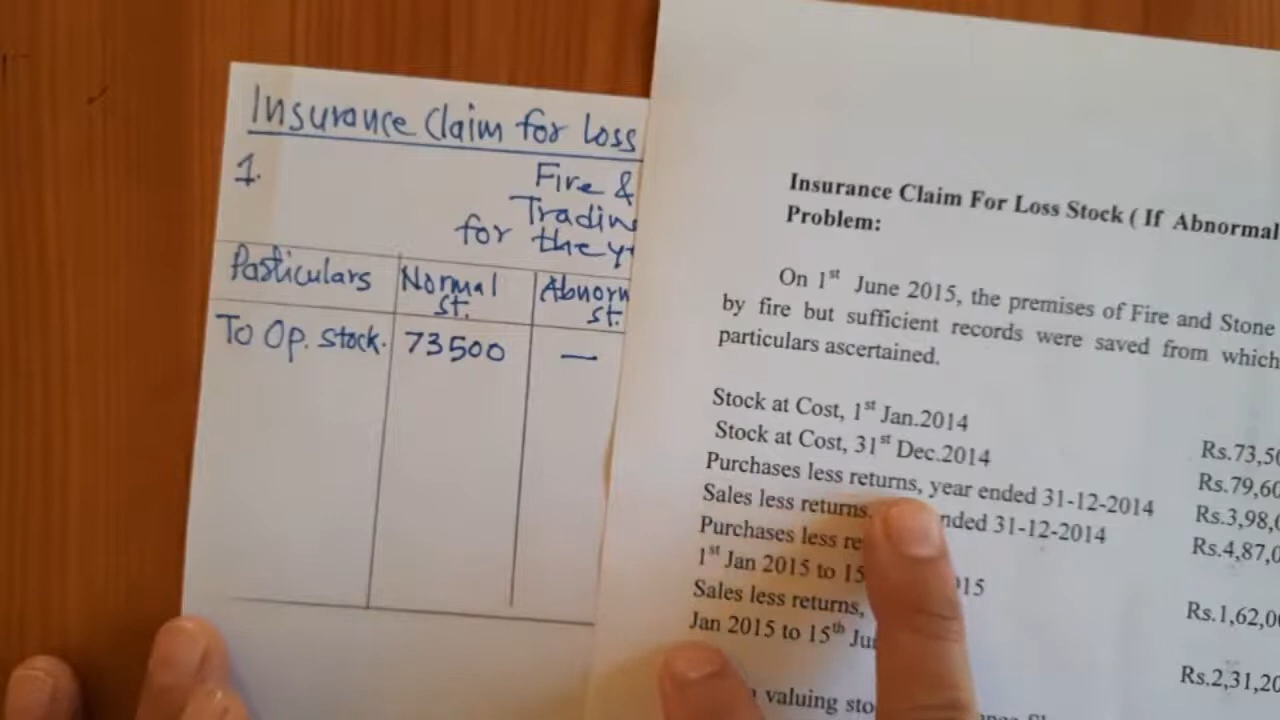 Insurance Claim for Loss
1.
Fire &
Trading
for the y
Particulars Normal st. Abnorm st.
To Op. stock. 73500 —
Insurance Claim For Loss Stock ( If Abnormal
Problem:
On 1st June 2015, the premises of Fire and Stone
by fire but sufficient records were saved from which
particulars ascertained.
Stock at Cost, 1st Jan.2014 Rs.73,50
Stock at Cost, 31st Dec.2014 Rs.79,60
Purchases less returns, year ended 31-12-2014 Rs.3,98,0
Sales less returns, nded 31-12-2014 Rs.4,87,0
Purchases less re
1st Jan 2015 to 15 015 Rs.1,62,00
Sales less returns,
Jan 2015 to 15th Ju Rs.2,31,20
valuing sto